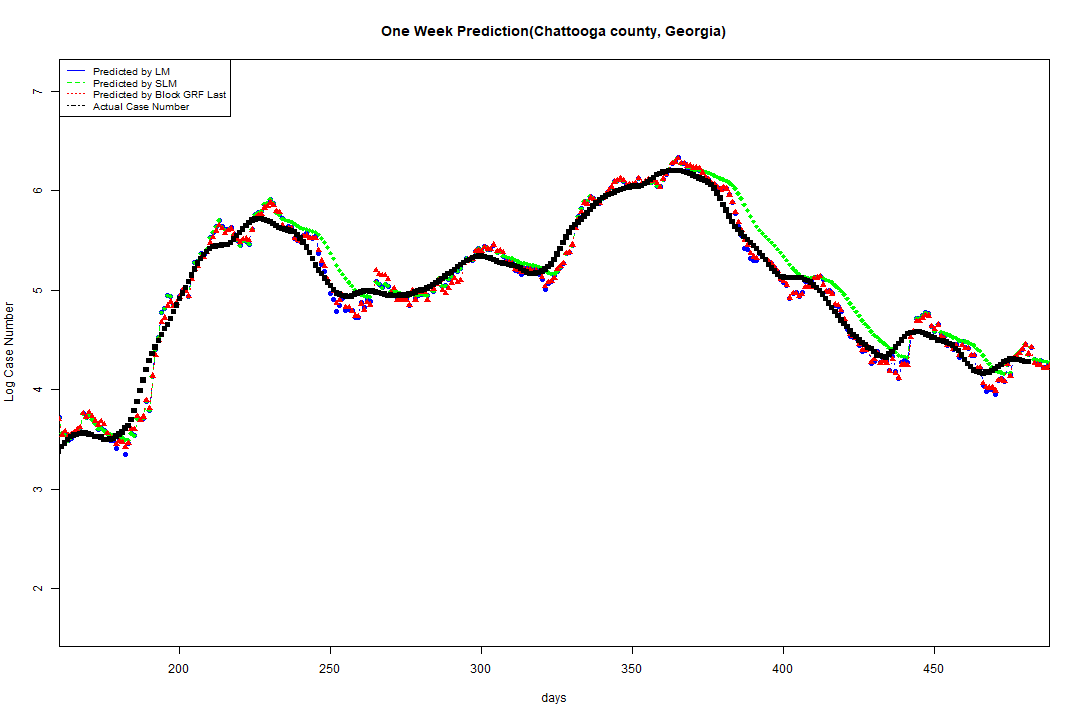 One Week Prediction(Chattooga county, Georgia)
Predicted by LM
Predicted by SLM
Predicted by Block GRF Last
Actual Case Number
7
6
5
4
3
2
Log Case Number
200
250
300
350
400
450
days